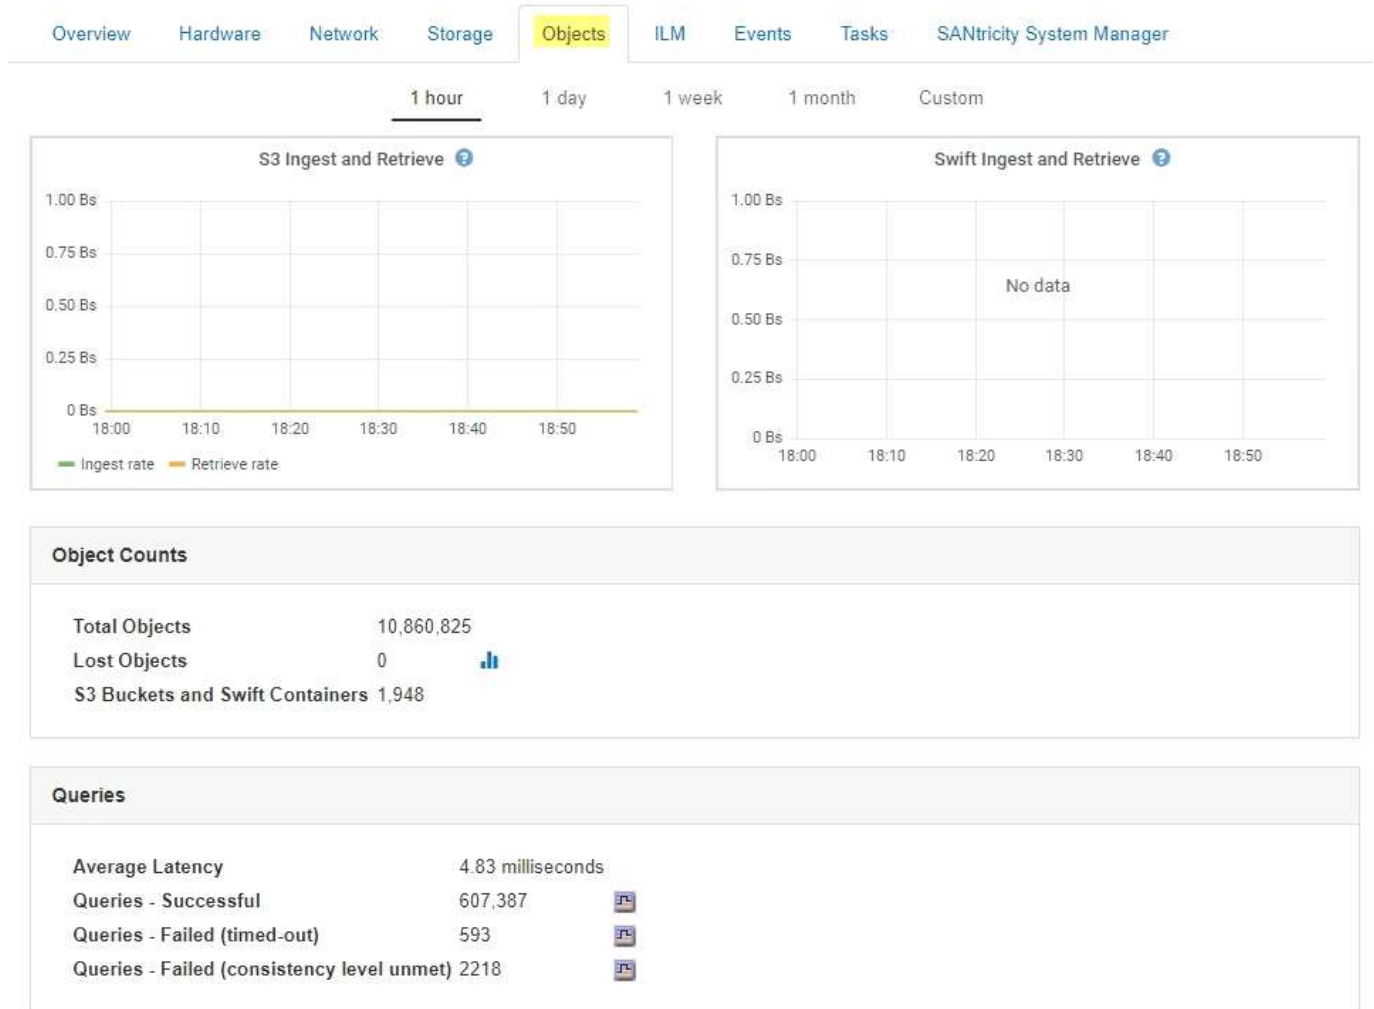 Overview Hardware Network Storage Objects ILM Events Tasks SANtricity System Manager
1 hour 1 day 1 week 1 month Custom
S3 Ingest and Retrieve ?
1.00 Bs
0.75 Bs
0.50 Bs
0.25 Bs
0 Bs
18:00 18:10 18:20 18:30 18:40 18:50
Ingest rate Retrieve rate
Swift Ingest and Retrieve ?
1.00 Bs
0.75 Bs
No data
0.50 Bs
0.25 Bs
0 Bs
18:00 18:10 18:20 18:30 18:40 18:50
Object Counts
Total Objects 10,860,825
Lost Objects 0
S3 Buckets and Swift Containers 1,948
Queries
Average Latency 4.83 milliseconds
Queries - Successful 607,387
Queries - Failed (timed-out) 593
Queries - Failed (consistency level unmet) 2218